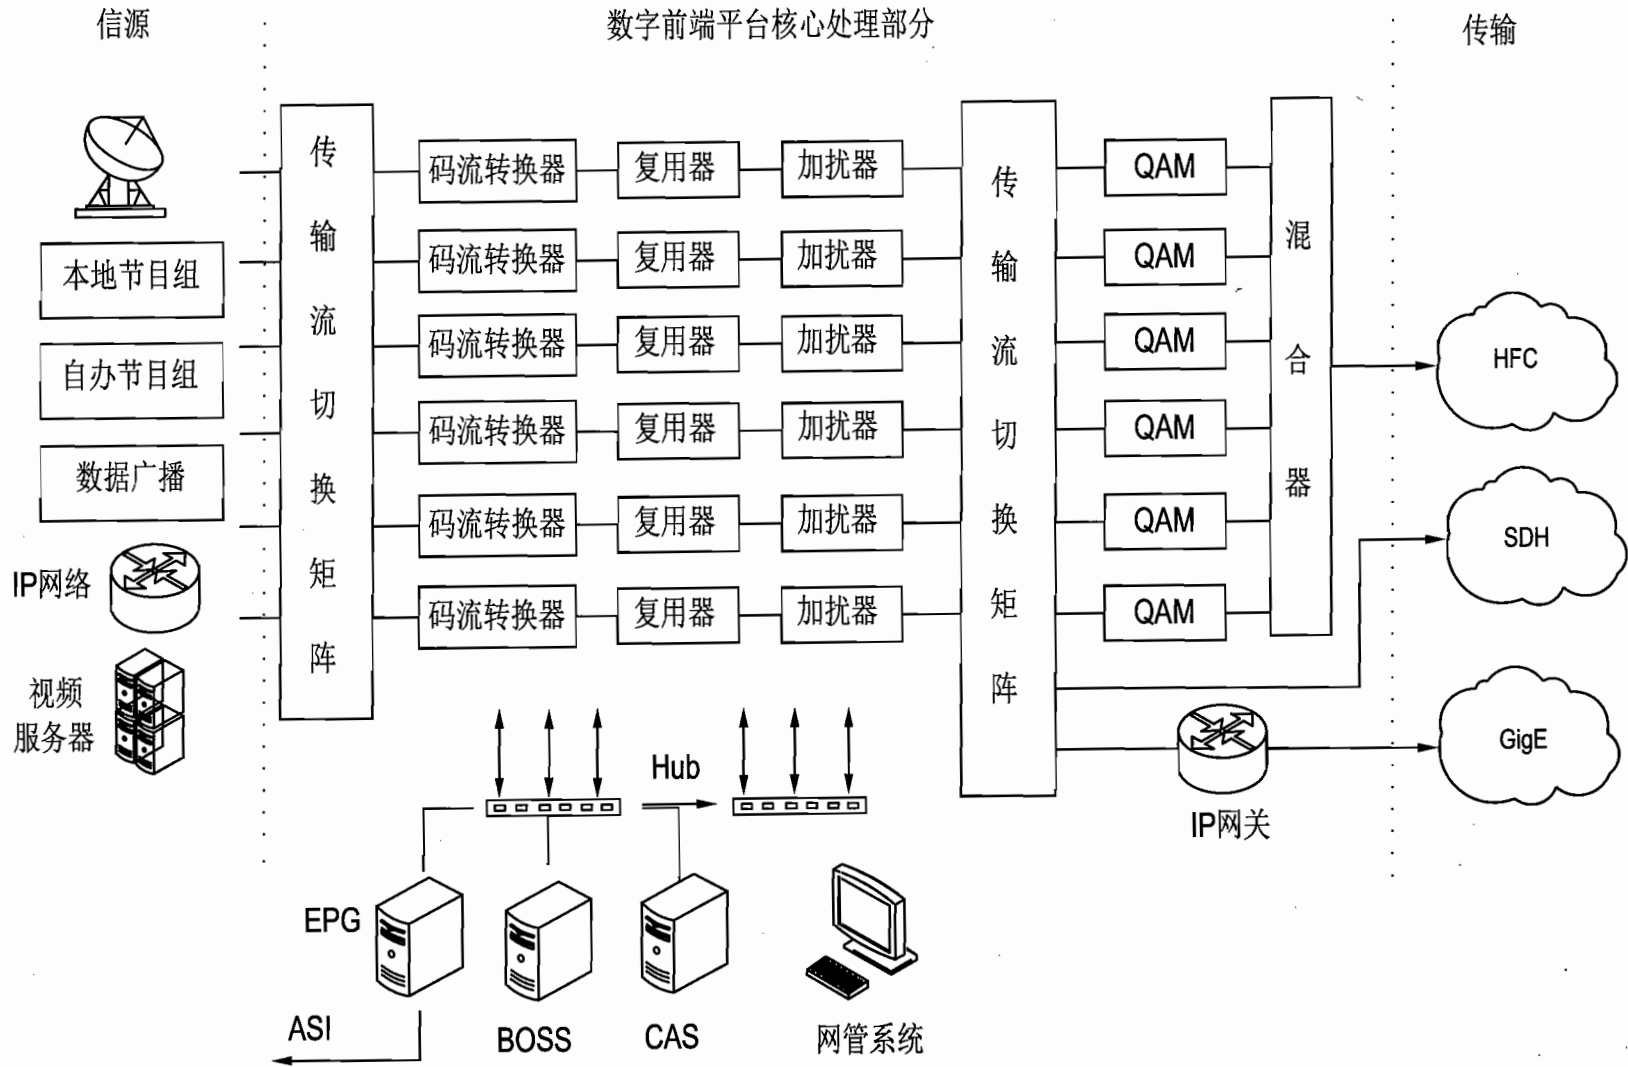 信源
数字前端平台核心处理部分
传输
本地节目组
自办节目组
数据广播
IP网络
视频
服务器
传输流切换矩阵
码流转换器 复用器 加扰器
码流转换器 复用器 加扰器
码流转换器 复用器 加扰器
码流转换器 复用器 加扰器
码流转换器 复用器 加扰器
码流转换器 复用器 加扰器
传输流切换矩阵
QAM
QAM
QAM
QAM
QAM
QAM
混合器
HFC
SDH
GigE
IP网关
Hub
EPG
ASI
BOSS
CAS
网管系统